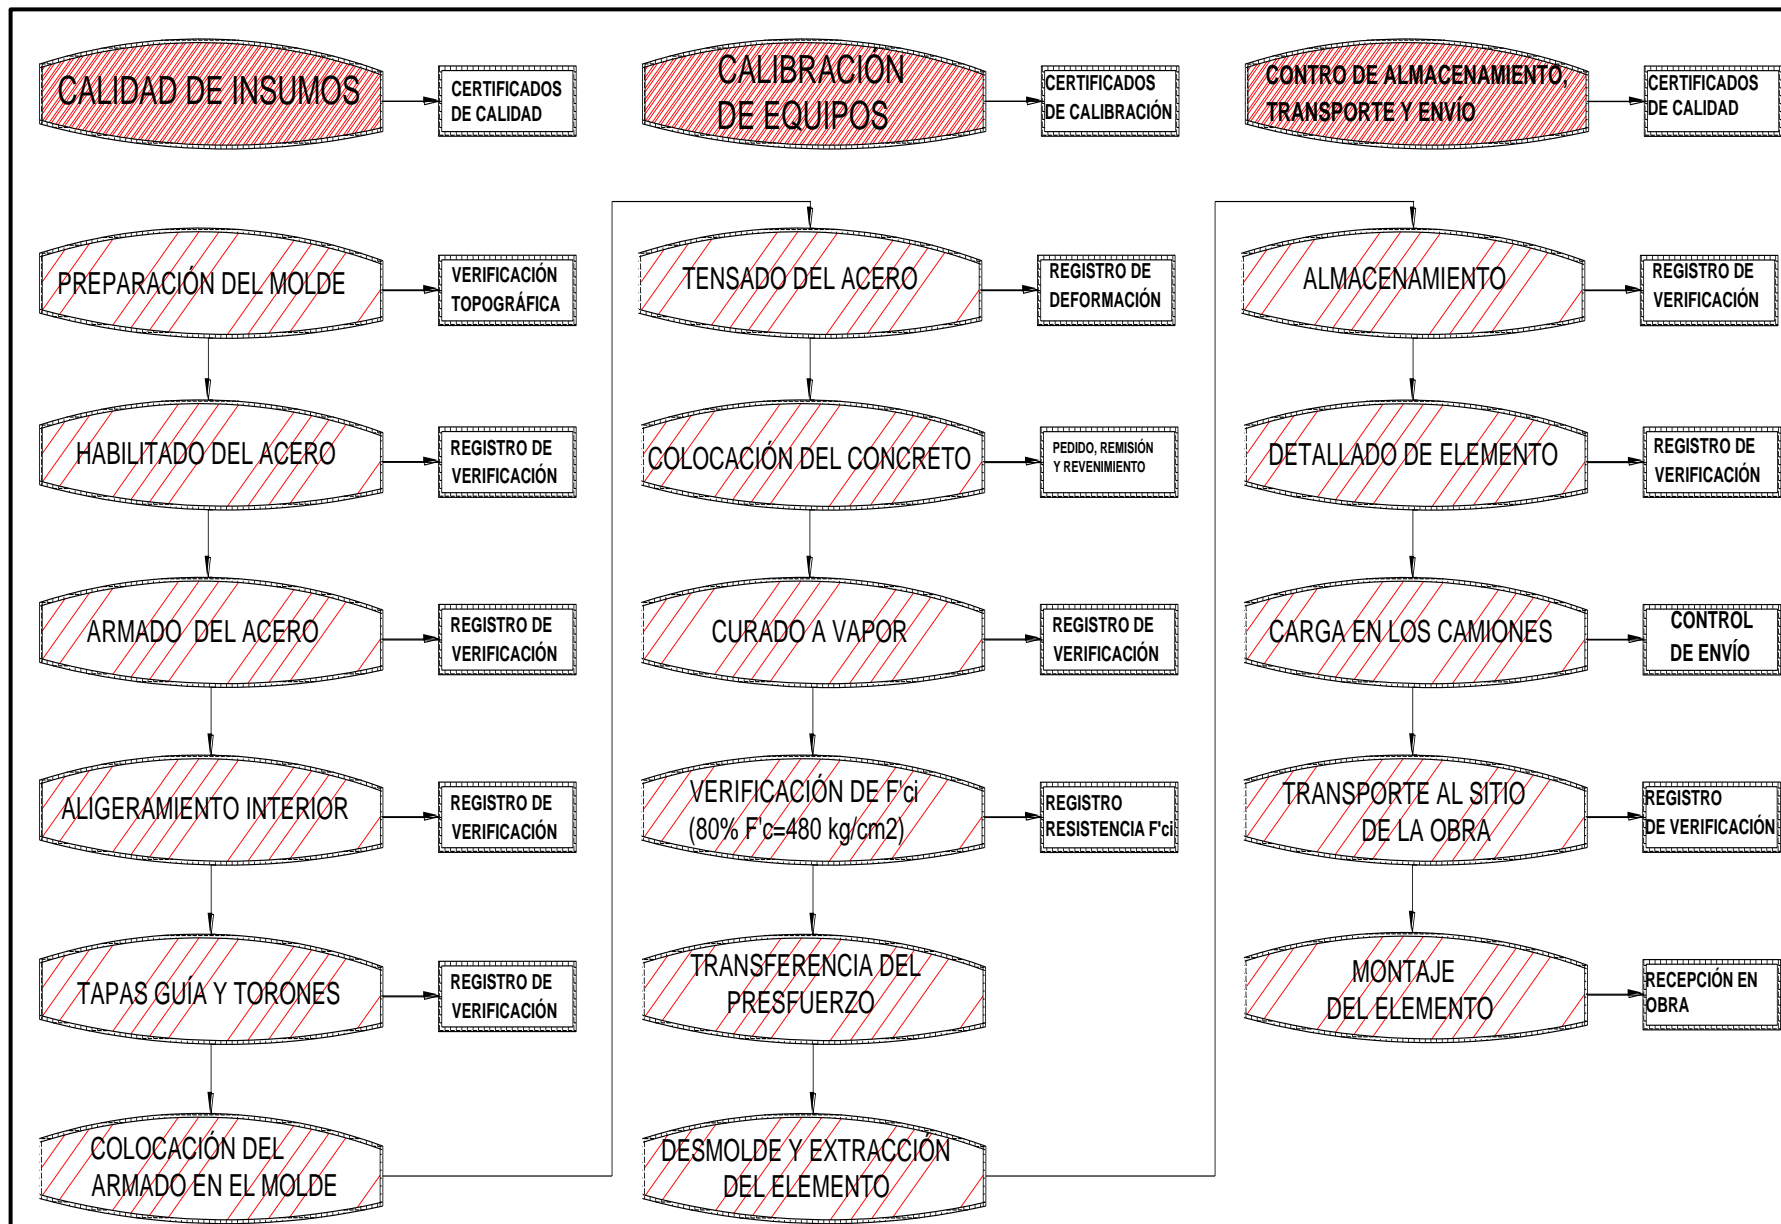 CALIDAD DE INSUMOS
CERTIFICADOS
DE CALIDAD
CALIBRACIÓN
DE EQUIPOS
CERTIFICADOS
DE CALIBRACIÓN
CONTRO DE ALMACENAMIENTO,
TRANSPORTE Y ENVÍO
CERTIFICADOS
DE CALIDAD
PREPARACIÓN DEL MOLDE
VERIFICACIÓN
TOPOGRÁFICA
HABILITADO DEL ACERO
REGISTRO DE
VERIFICACIÓN
ARMADO DEL ACERO
REGISTRO DE
VERIFICACIÓN
ALIGERAMIENTO INTERIOR
REGISTRO DE
VERIFICACIÓN
TAPAS GUÍA Y TORONES
REGISTRO DE
VERIFICACIÓN
COLOCACIÓN DEL
ARMADO EN EL MOLDE
TENSADO DEL ACERO
REGISTRO DE
DEFORMACIÓN
COLOCACIÓN DEL CONCRETO
PEDIDO, REMISIÓN
Y REVENIMIENTO
CURADO A VAPOR
REGISTRO DE
VERIFICACIÓN
VERIFICACIÓN DE F'ci
(80% F'c=480 kg/cm2)
REGISTRO
RESISTENCIA F'ci
TRANSFERENCIA DEL
PRESFUERZO
DESMOLDE Y EXTRACCIÓN
DEL ELEMENTO
ALMACENAMIENTO
REGISTRO DE
VERIFICACIÓN
DETALLADO DE ELEMENTO
REGISTRO DE
VERIFICACIÓN
CARGA EN LOS CAMIONES
CONTROL
DE ENVÍO
TRANSPORTE AL SITIO
DE LA OBRA
REGISTRO
DE VERIFICACIÓN
MONTAJE
DEL ELEMENTO
RECEPCIÓN EN
OBRA